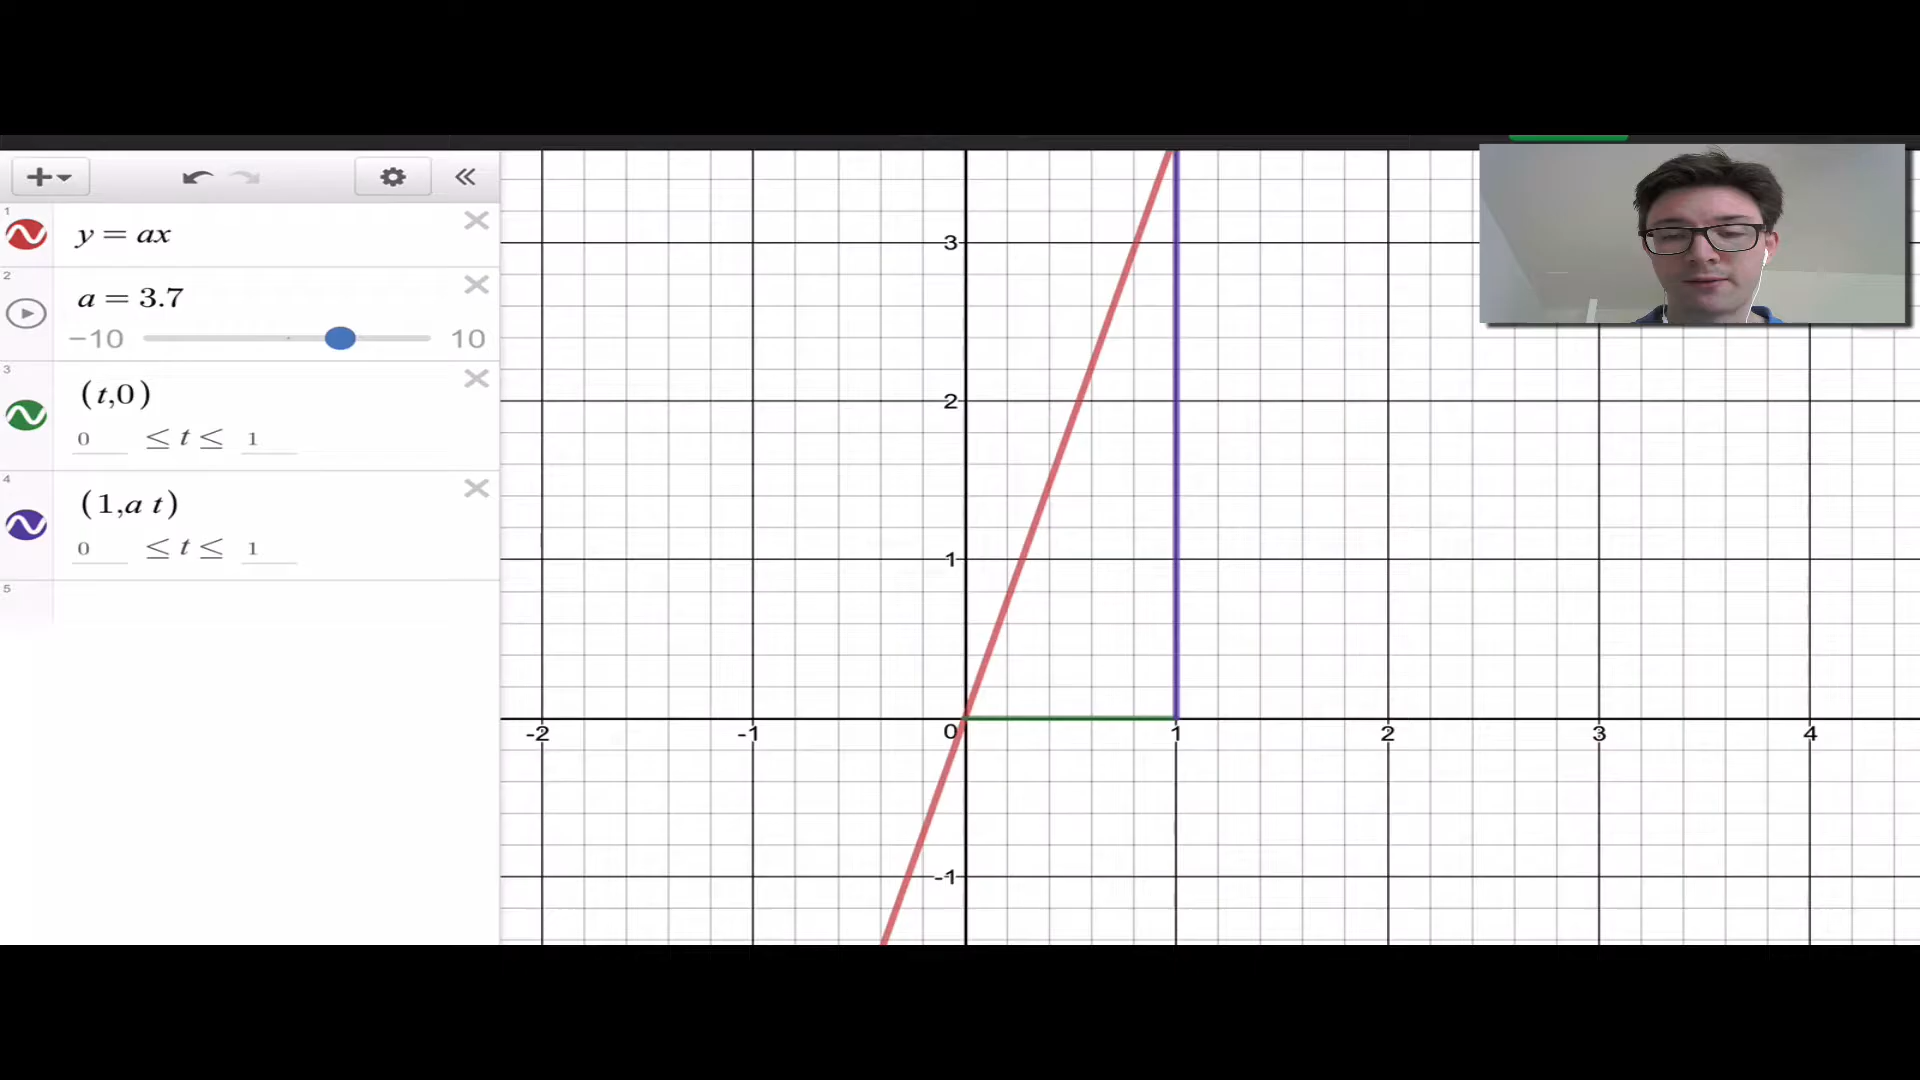 1
y = ax
2
a = 3.7
−10 10
3
(t,0)
0 ≤ t ≤ 1
4
(1,a t)
0 ≤ t ≤ 1
5
3
2
1
-2 -1 0 1 2 3 4
-1